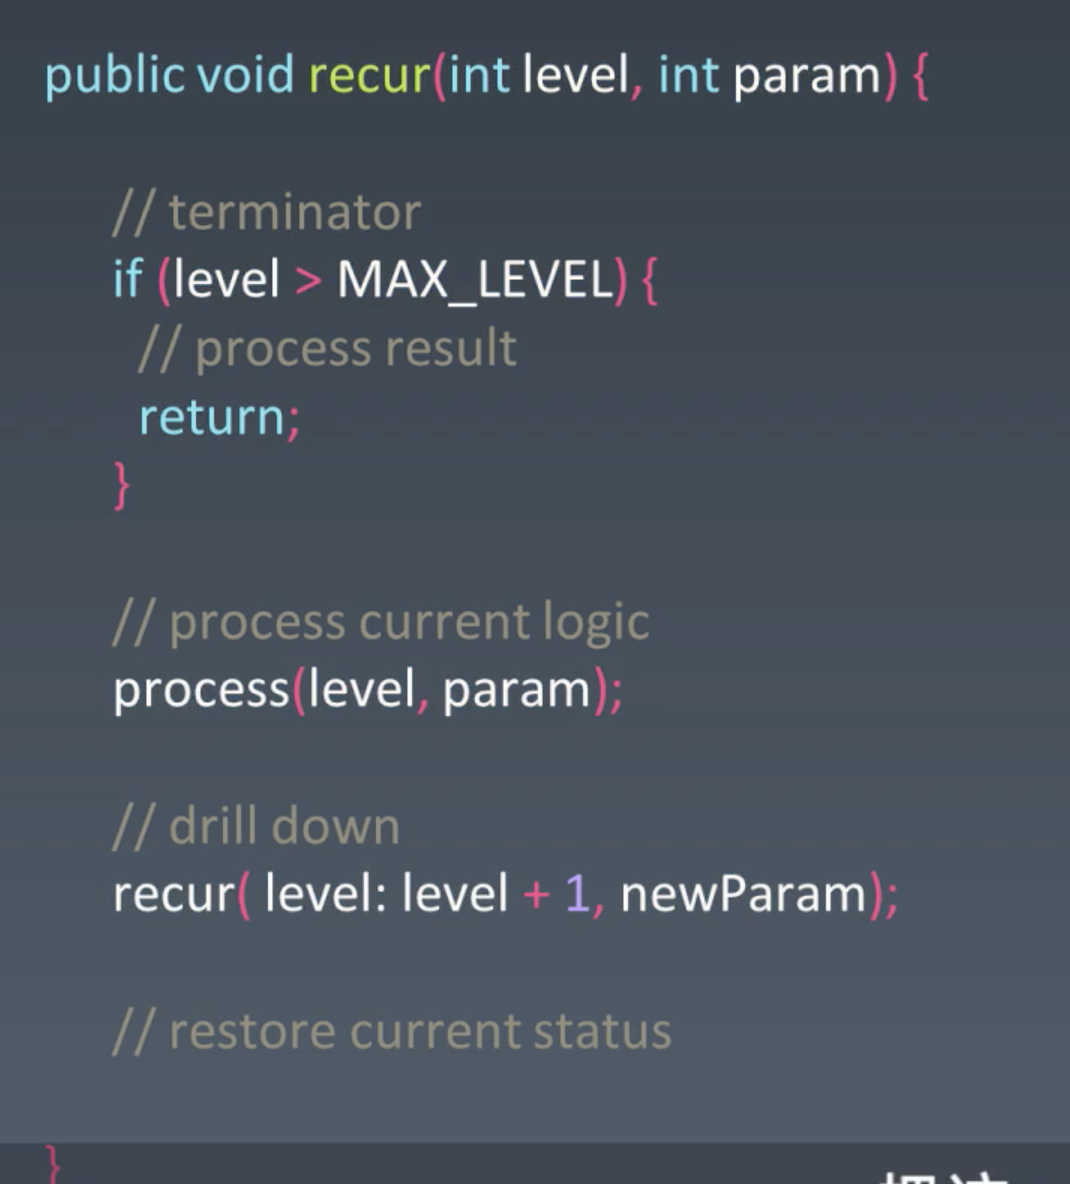 public void recur(int level, int param) {
// terminator
if (level > MAX_LEVEL) {
// process result
return;
}
// process current logic
process(level, param);
// drill down
recur( level: level + 1, newParam);
// restore current status
}